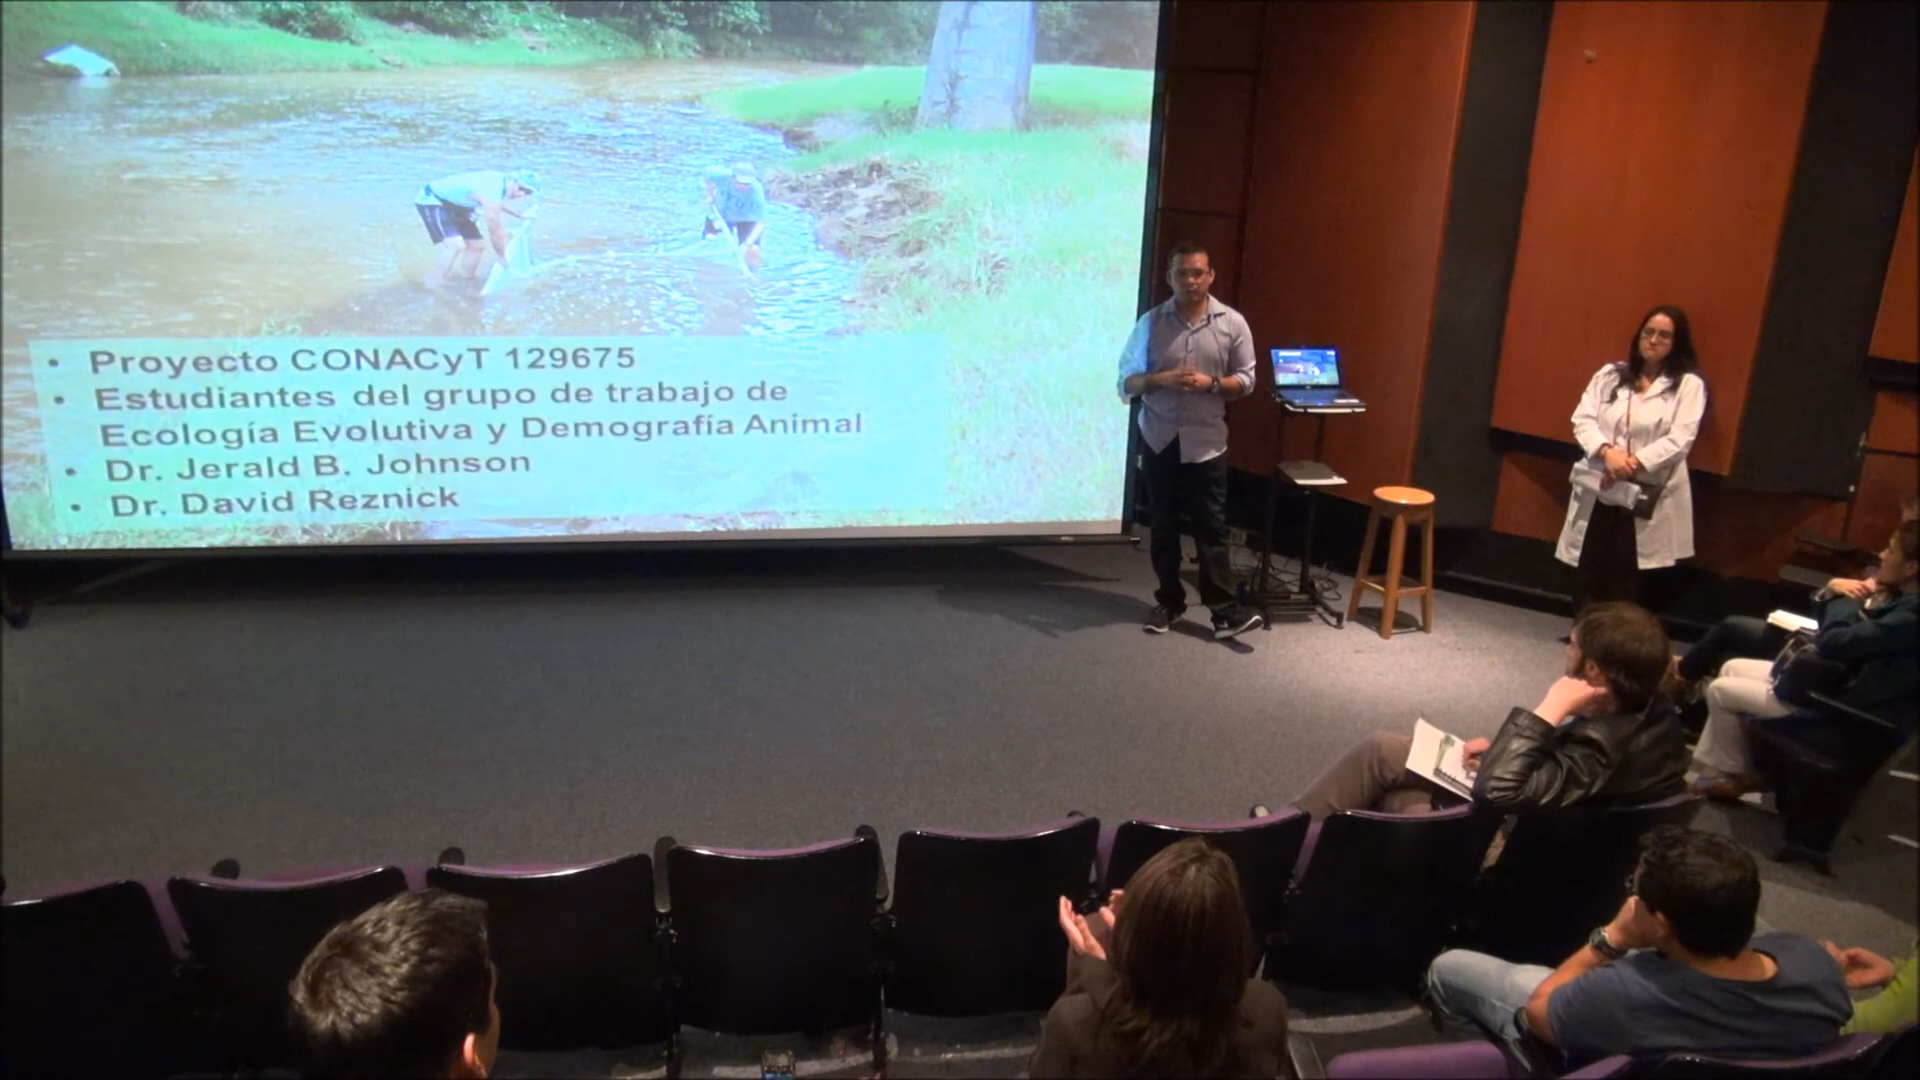 • Proyecto CONACyT 129675
• Estudiantes del grupo de trabajo de
Ecología Evolutiva y Demografía Animal
• Dr. Jerald B. Johnson
• Dr. David Reznick